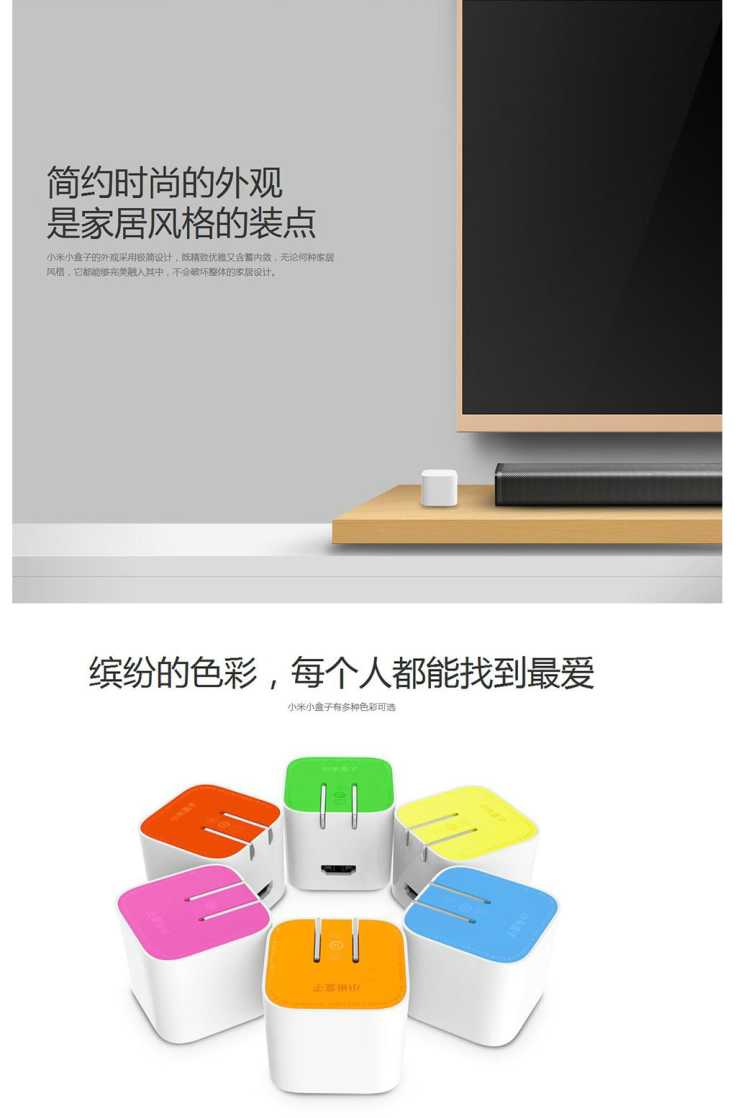 简约时尚的外观
是家居风格的装点
小米小盒子的外观采用极简设计，既精致优雅又含蓄内敛，无论何种家居
风格，它都能够完美融入其中，不会破坏整体的家居设计。
缤纷的色彩，每个人都能找到最爱
小米小盒子有多种色彩可选
小米盒子